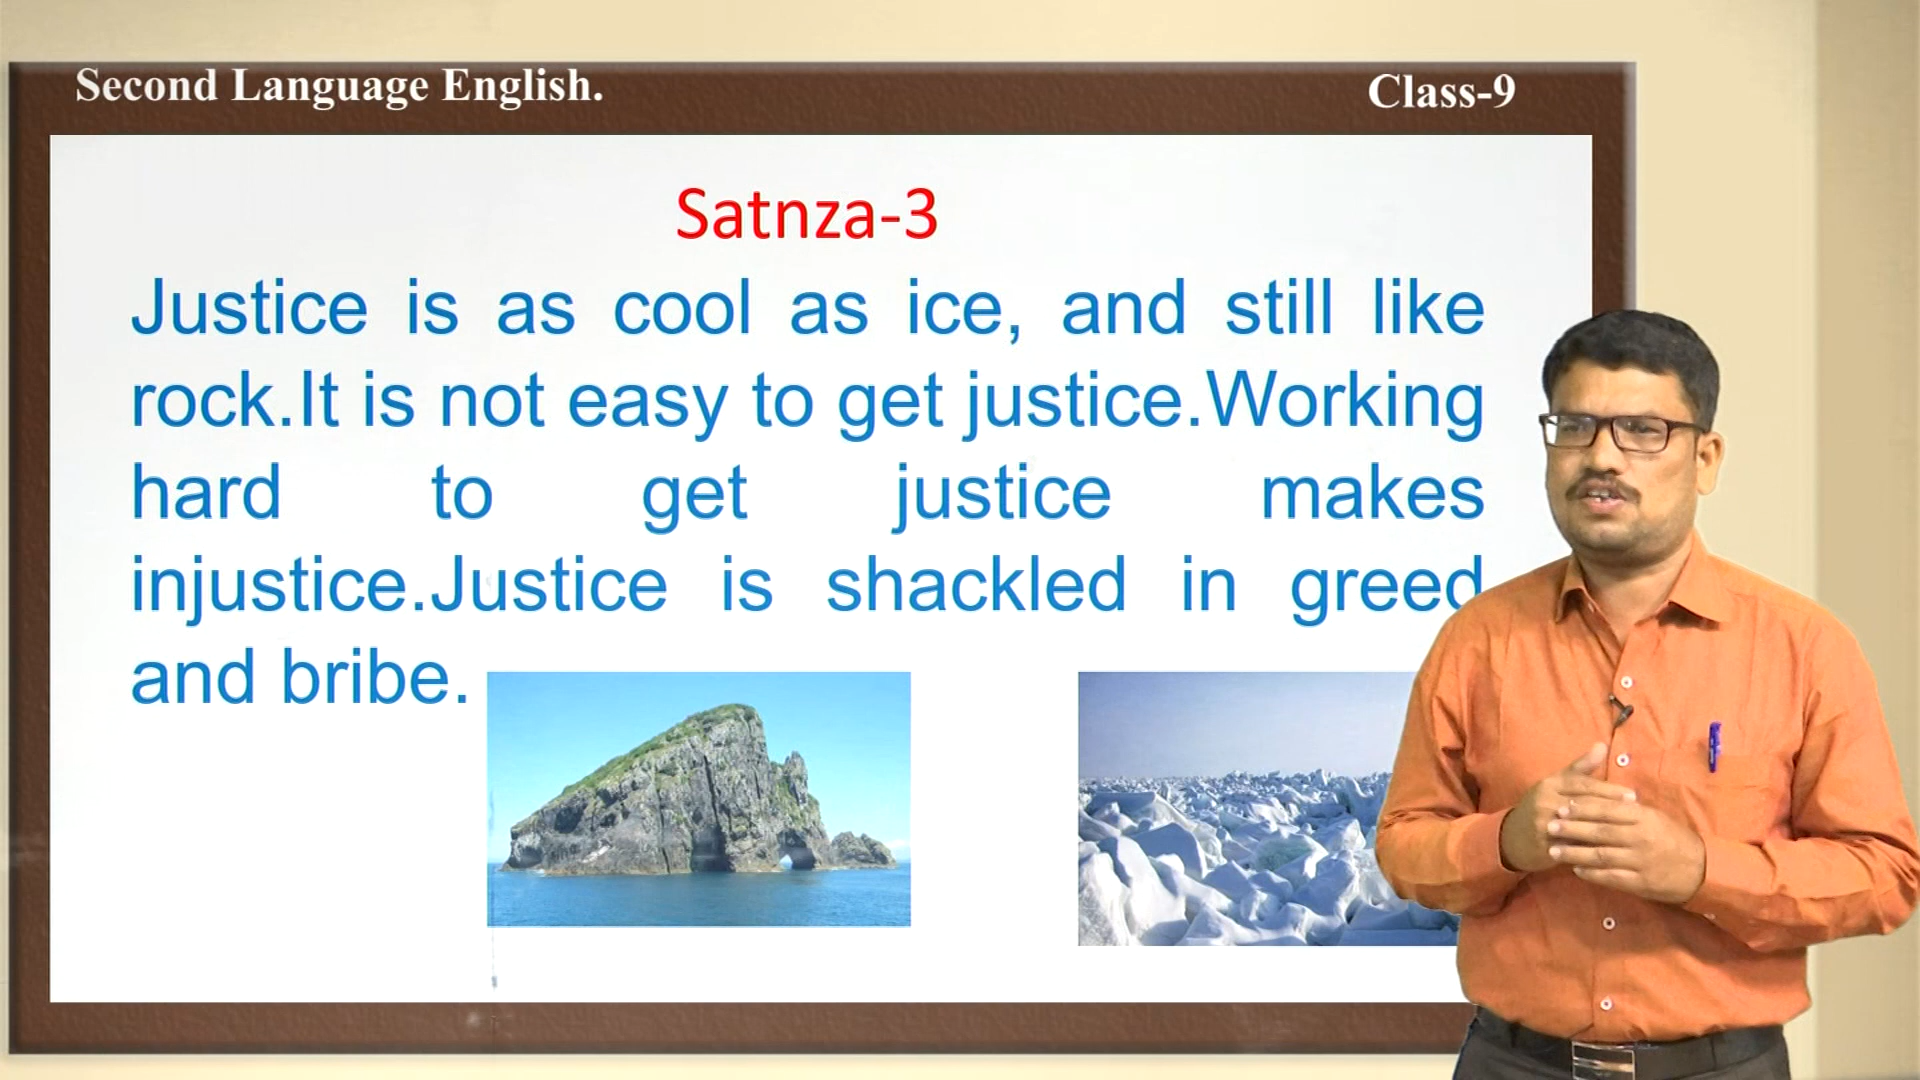 Second Language English.
Class-9
Satnza-3
Justice is as cool as ice, and still like
rock.It is not easy to get justice.Working
hard to get justice makes
injustice.Justice is shackled in greed
and bribe.